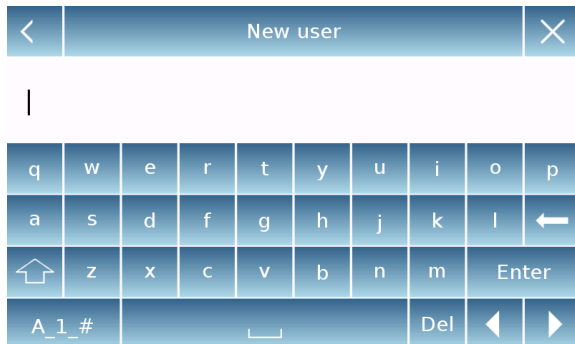 New user
q w e r t y u i o p
a s d f g h j k l
z x c v b n m Enter
A_1_# Del